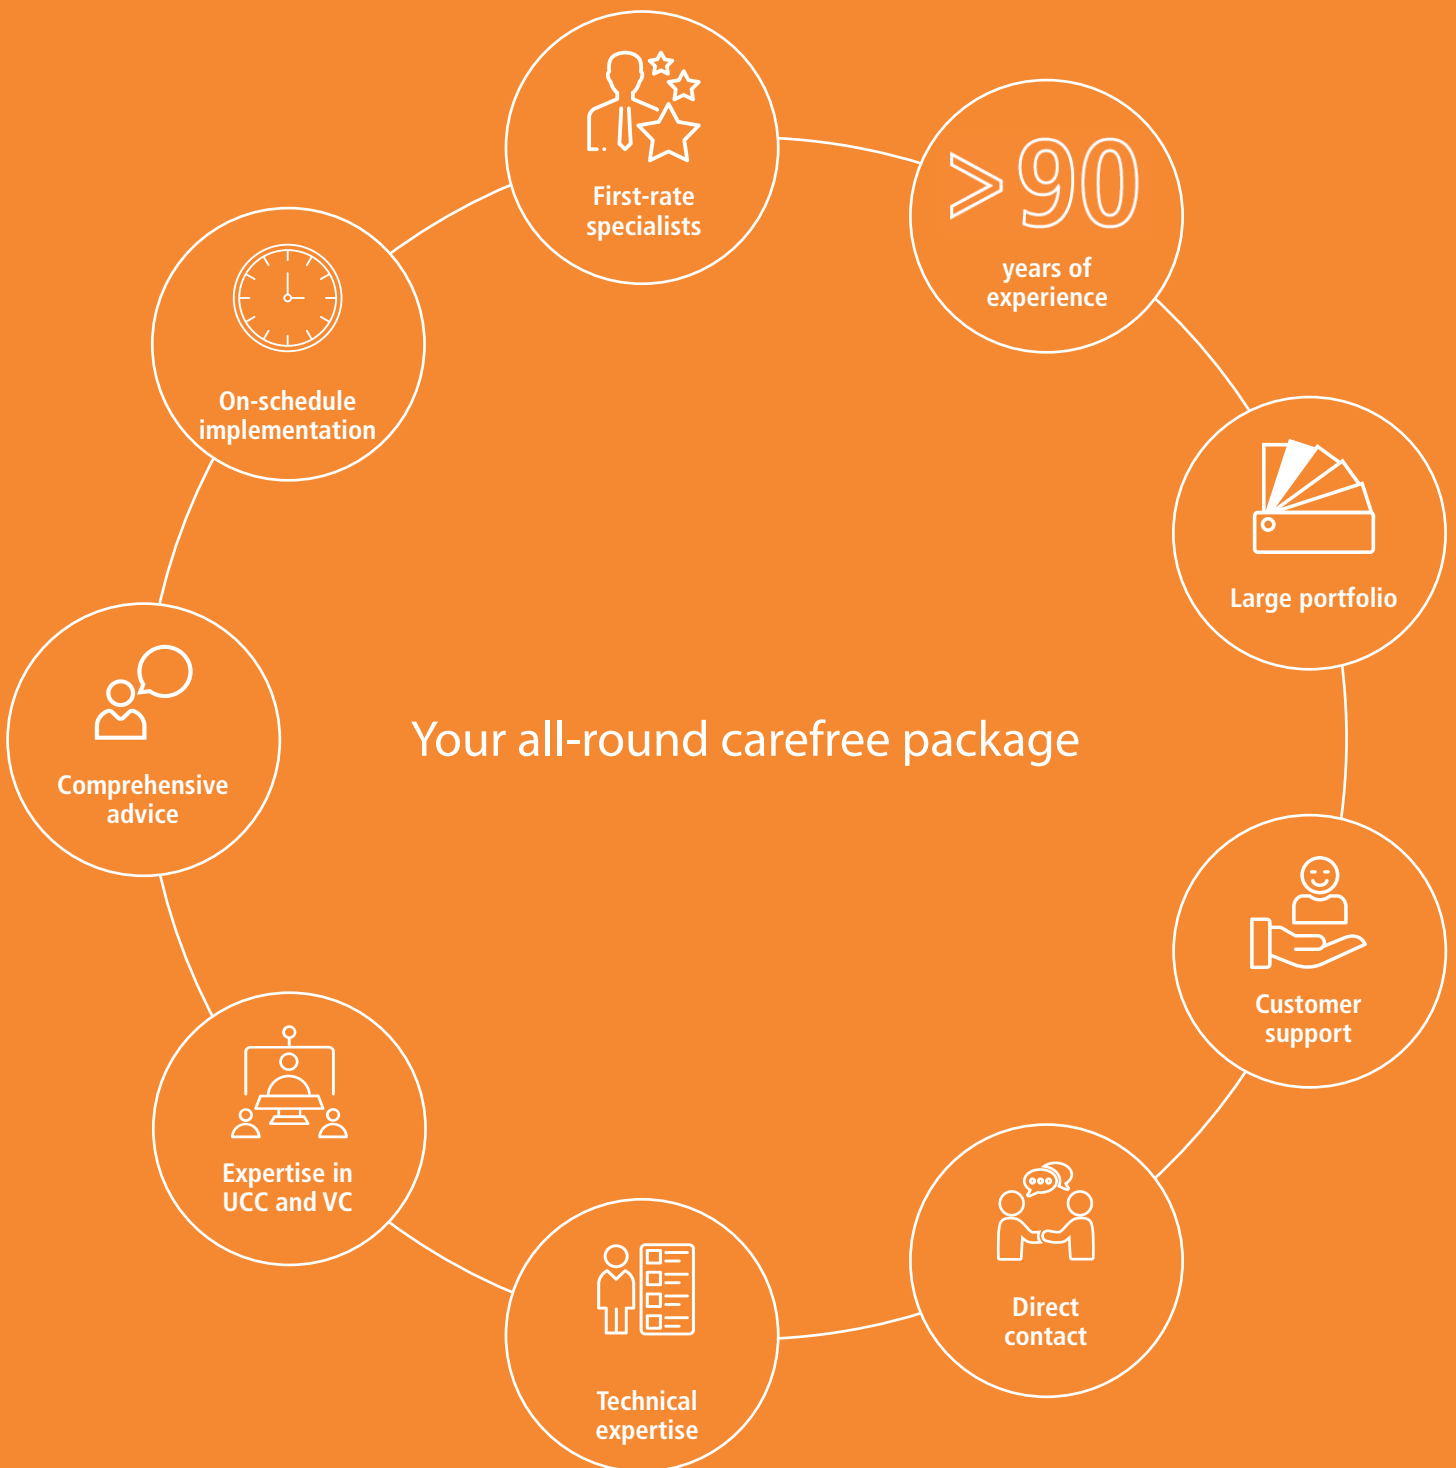 First-rate
specialists
>90
years of
experience
On-schedule
implementation
Large portfolio
Your all-round carefree package
Comprehensive
advice
Customer
support
Expertise in
UCC and VC
Direct
contact
Technical
expertise